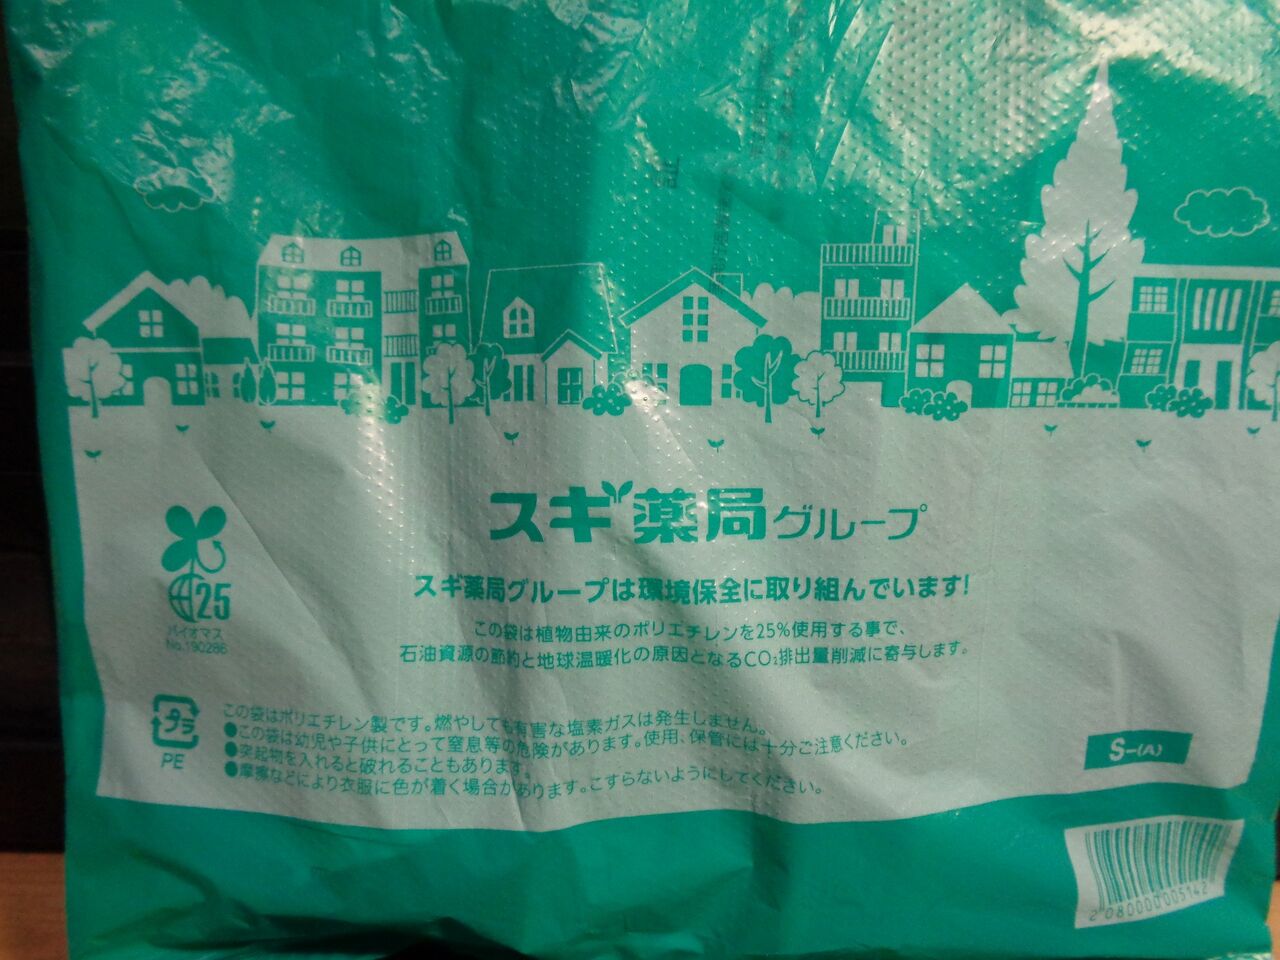 スギ薬局グループ
スギ薬局グループは環境保全に取り組んでいます!
この袋は植物由来のポリエチレンを25%使用する事で、
石油資源の節約と地球温暖化の原因となるCO₂排出量削減に寄与します。
25
バイオマス
No.190286
プラ
PE
この袋はポリエチレン製です。燃やしても有害な塩素ガスは発生しません。
●この袋は幼児や子供にとって窒息等の危険があります。使用、保管には十分ご注意ください。
●突起物を入れると破れることもあります。
●摩擦などにより衣服に色が着く場合があります。こすらないようにしてください。
S-(A)
2080000005142